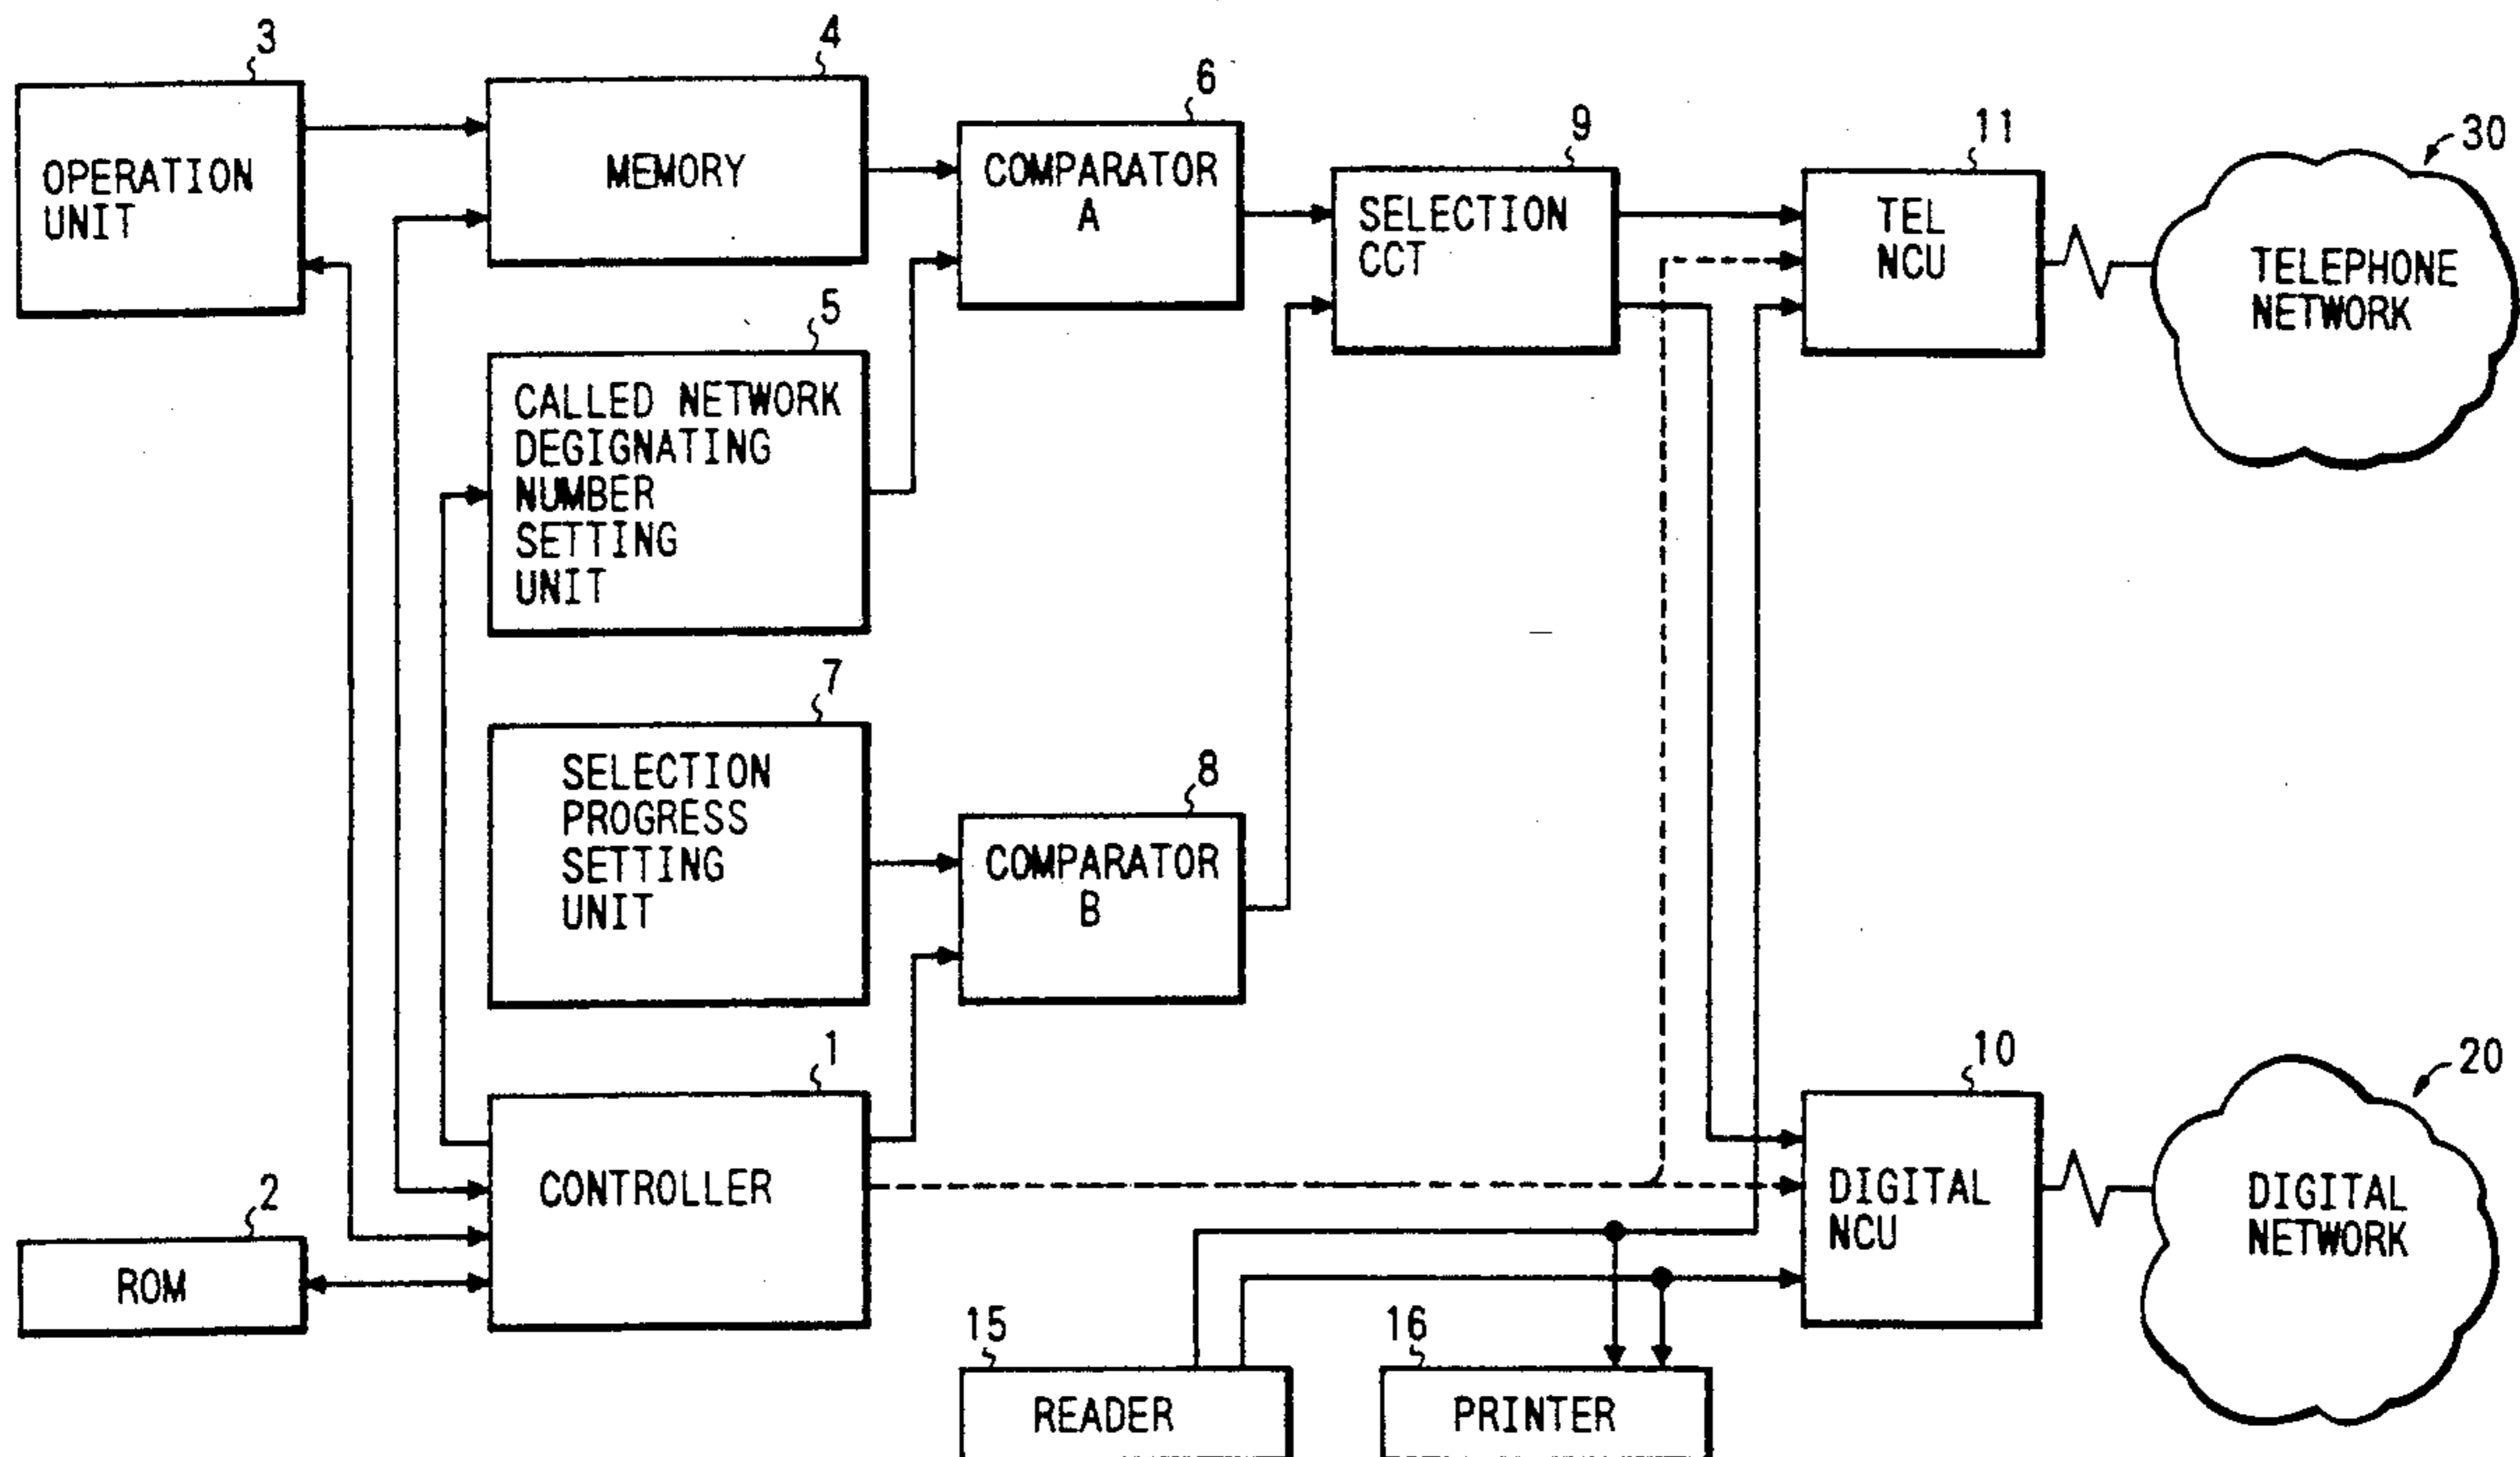 3
OPERATION
UNIT
4
MEMORY
6
COMPARATOR
A
9
SELECTION
CCT
11
TEL
NCU
30
TELEPHONE
NETWORK
5
CALLED NETWORK
DEGIGNATING
NUMBER
SETTING
UNIT
7
SELECTION
PROGRESS
SETTING
UNIT
8
COMPARATOR
B
1
CONTROLLER
2
ROM
10
DIGITAL
NCU
20
DIGITAL
NETWORK
15
READER
16
PRINTER